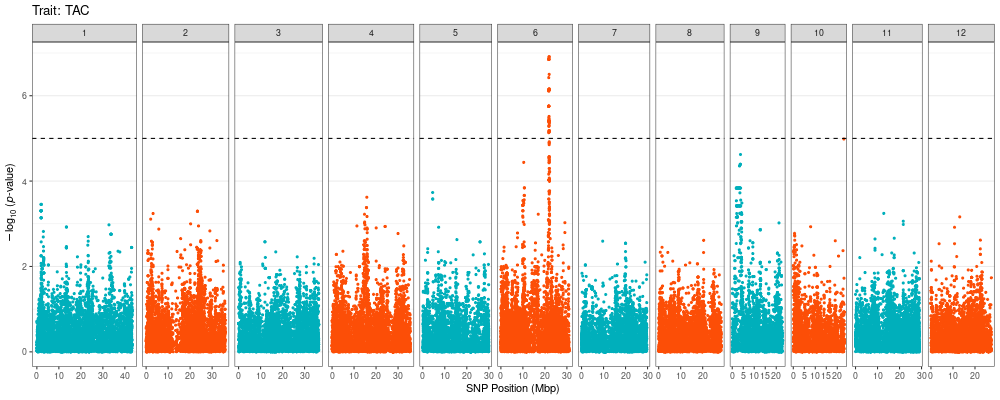 Trait: TAC
1 2 3 4 5 6 7 8 9 10 11 12
6
4
2
0
−log10 (p-value)
0 10 20 30 40 0 10 20 30 0 10 20 30 0 10 20 30 0 10 20 30 0 10 20 30 0 10 20 30 0 10 20 0 5 10 15 20 0 5 10 15 20 0 10 20 30 0 10 20
SNP Position (Mbp)